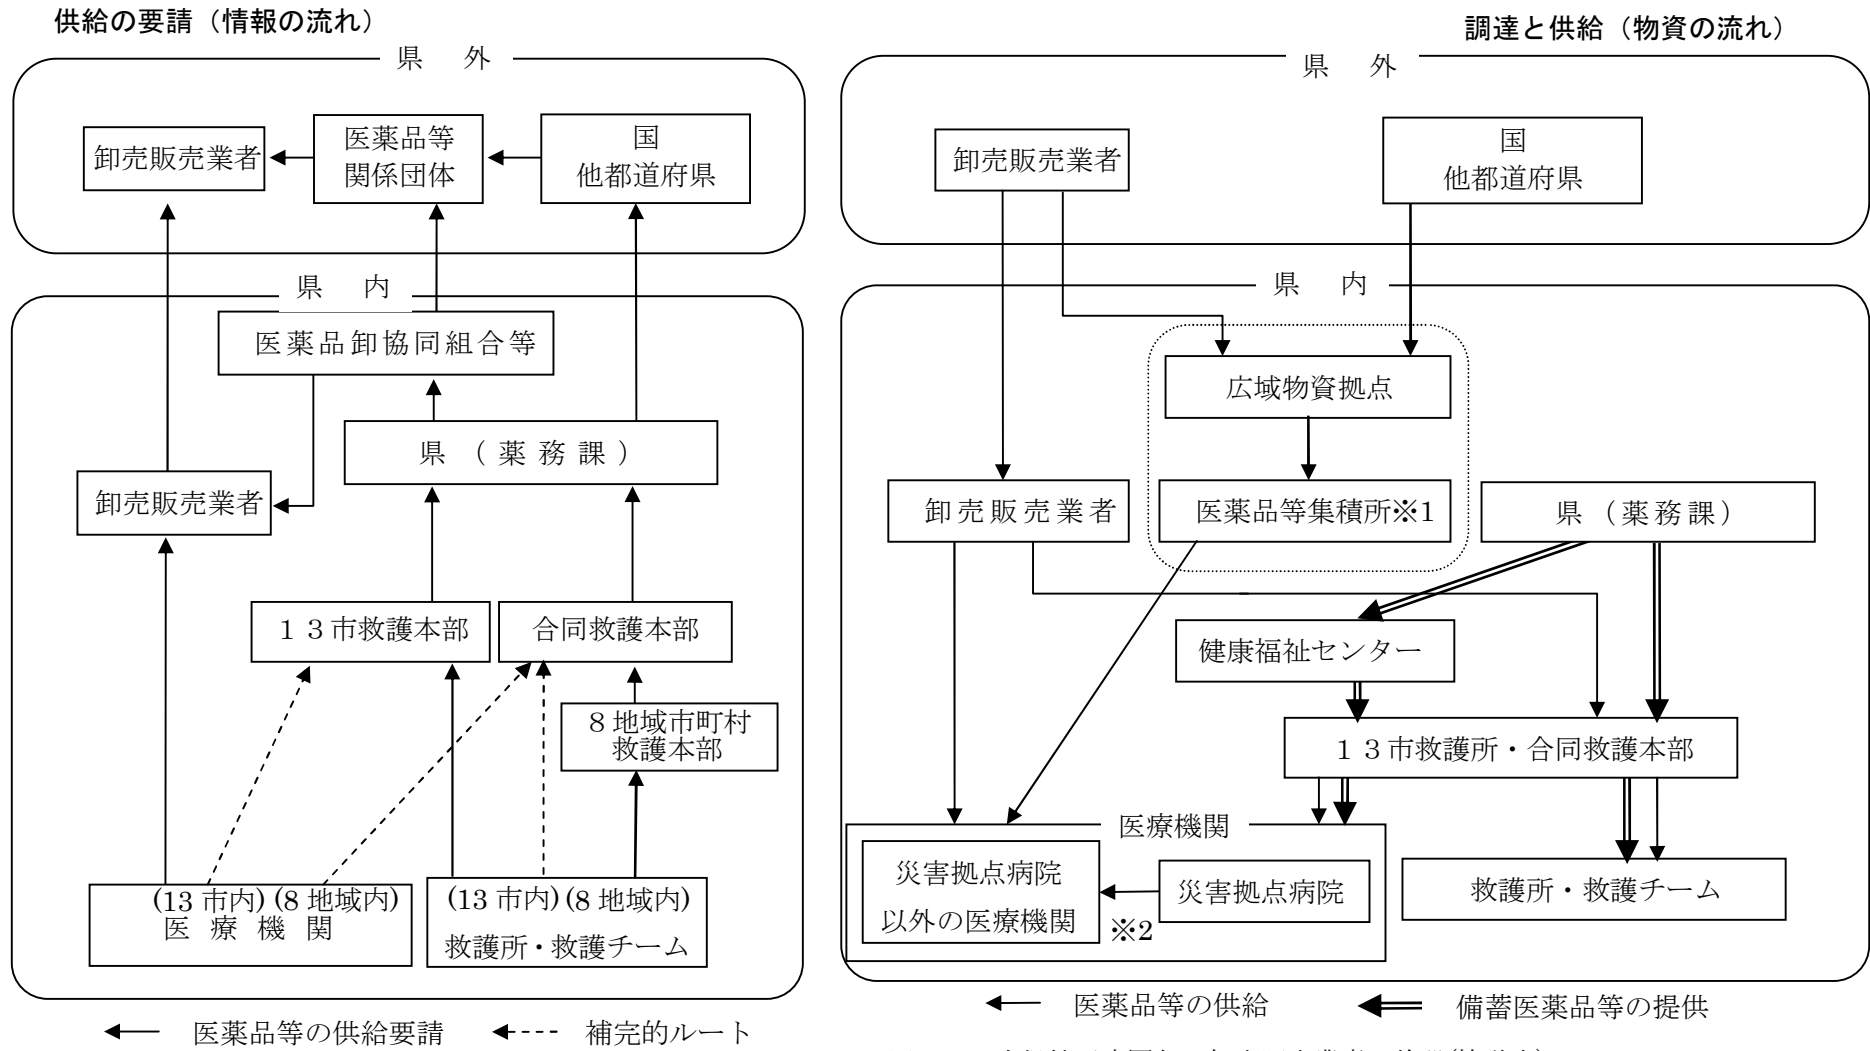 供給の要請（情報の流れ）
県　外
卸売販売業者
医薬品等
関係団体
国
他都道府県
県　内
医薬品卸協同組合等
県（薬務課）
卸売販売業者
１３市救護本部
合同救護本部
８地域市町村
救護本部
(13 市内) (8 地域内)
医療機関
(13 市内) (8 地域内)
救護所・救護チーム
医薬品等の供給要請
補完的ルート
調達と供給（物資の流れ）
県　外
卸売販売業者
国
他都道府県
県　内
広域物資拠点
卸売販売業者
医薬品等集積所※1
県（薬務課）
健康福祉センター
１３市救護所・合同救護本部
医療機関
災害拠点病院
以外の医療機関
※2
災害拠点病院
救護所・救護チーム
医薬品等の供給
備蓄医薬品等の提供